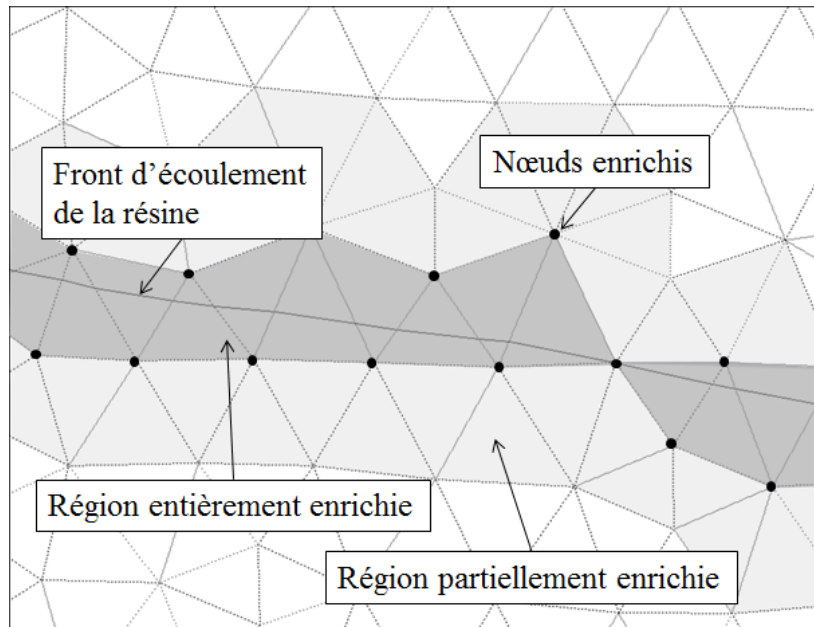 Front d'écoulement
de la résine
Nœuds enrichis
Région entièrement enrichie
Région partiellement enrichie